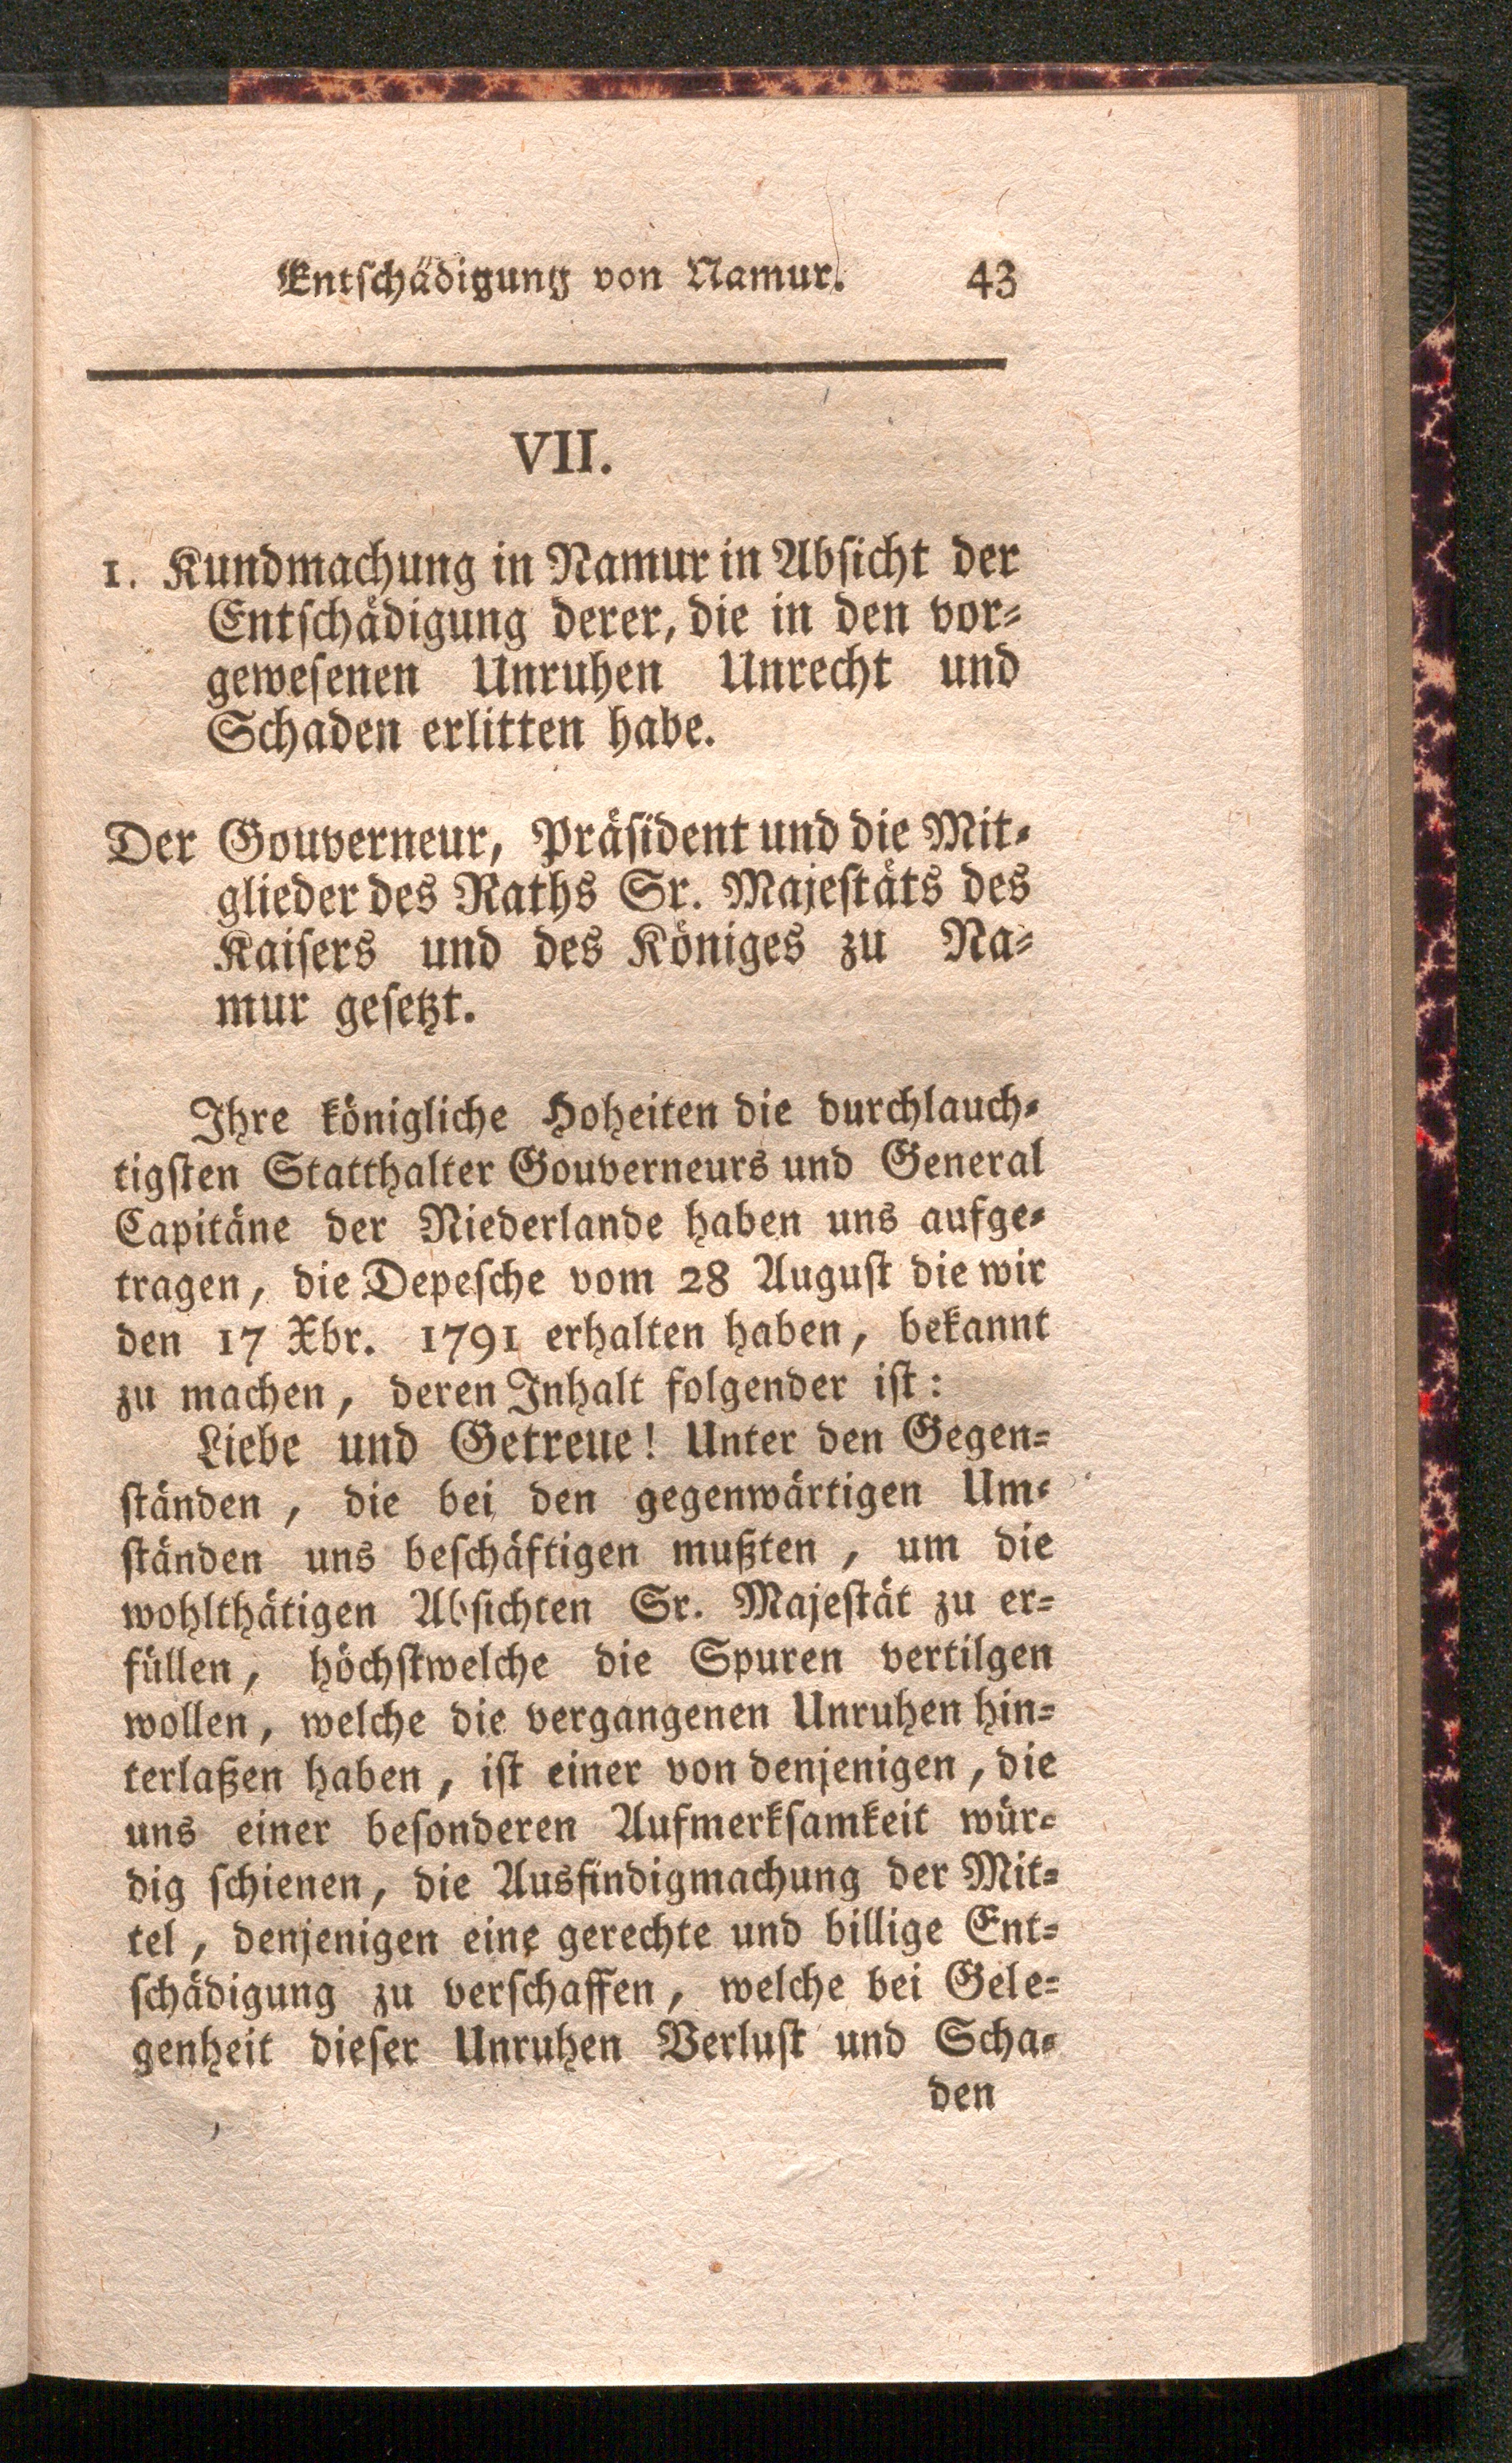 Entschädigung von Namur. 43
VII.
1. Kundmachung in Namur in Absicht der
Entschädigung derer, die in den vor-
gewesenen Unruhen Unrecht und
Schaden erlitten habe.
Der Gouverneur, Präsident und die Mit-
glieder des Raths Sr. Majestäts des
Kaisers und des Königes zu Na-
mur gesetzt.
Ihre königliche Hoheiten die durchlauch-
tigsten Statthalter Gouverneurs und General
Capitäne der Niederlande haben uns aufge-
tragen, die Depesche vom 28 August die wir
den 17 Xbr. 1791 erhalten haben, bekannt
zu machen, deren Inhalt folgender ist:
Liebe und Getreue! Unter den Gegen-
ständen, die bei den gegenwärtigen Um-
ständen uns beschäftigen mußten, um die
wohlthätigen Absichten Sr. Majestät zu er-
füllen, höchstwelche die Spuren vertilgen
wollen, welche die vergangenen Unruhen hin-
terlaßen haben, ist einer von denjenigen, die
uns einer besonderen Aufmerksamkeit wür-
dig schienen, die Ausfindigmachung der Mit-
tel, denjenigen eine gerechte und billige Ent-
schädigung zu verschaffen, welche bei Gele-
genheit dieser Unruhen Verlust und Scha-
den